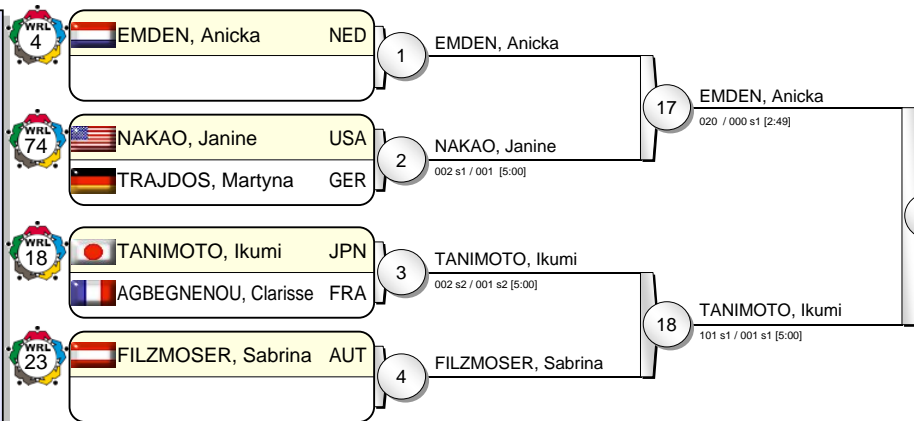 WRL
4
EMDEN, Anicka NED
1
EMDEN, Anicka
17
EMDEN, Anicka
020 / 000 s1 [2:49]
WRL
74
NAKAO, Janine USA
TRAJDOS, Martyna GER
2
NAKAO, Janine
002 s1 / 001 [5:00]
WRL
18
TANIMOTO, Ikumi JPN
AGBEGNENOU, Clarisse FRA
3
TANIMOTO, Ikumi
002 s2 / 001 s2 [5:00]
18
TANIMOTO, Ikumi
101 s1 / 001 s1 [5:00]
WRL
23
FILZMOSER, Sabrina AUT
4
FILZMOSER, Sabrina